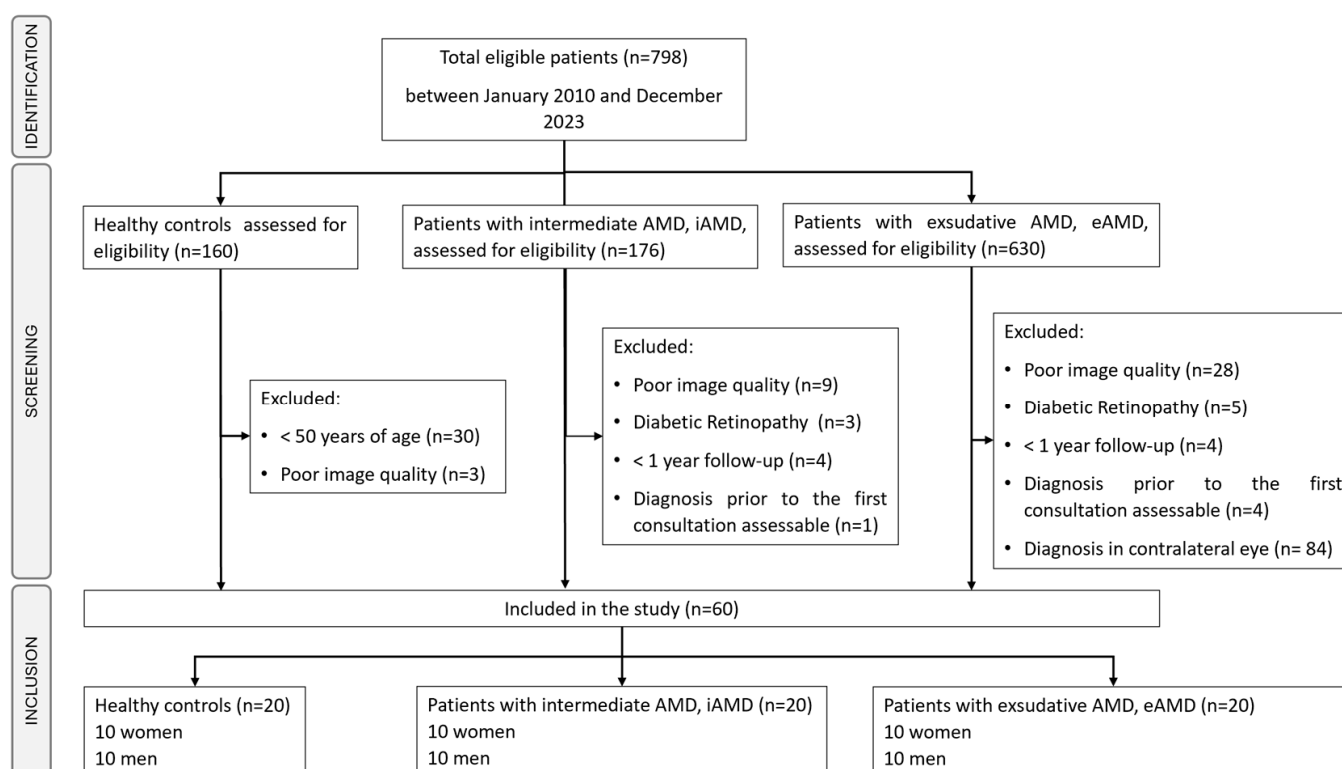 IDENTIFICATION
Total eligible patients (n=798)
between January 2010 and December
2023
SCREENING
Healthy controls assessed for
eligibility (n=160)
Patients with intermediate AMD, iAMD,
assessed for eligibility (n=176)
Patients with exsudative AMD, eAMD,
assessed for eligibility (n=630)
Excluded:
• < 50 years of age (n=30)
• Poor image quality (n=3)
Excluded:
• Poor image quality (n=9)
• Diabetic Retinopathy (n=3)
• < 1 year follow-up (n=4)
• Diagnosis prior to the first
consultation assessable (n=1)
Excluded:
• Poor image quality (n=28)
• Diabetic Retinopathy (n=5)
• < 1 year follow-up (n=4)
• Diagnosis prior to the first
consultation assessable (n=4)
• Diagnosis in contralateral eye (n= 84)
INCLUSION
Included in the study (n=60)
Healthy controls (n=20)
10 women
10 men
Patients with intermediate AMD, iAMD (n=20)
10 women
10 men
Patients with exsudative AMD, eAMD (n=20)
10 women
10 men